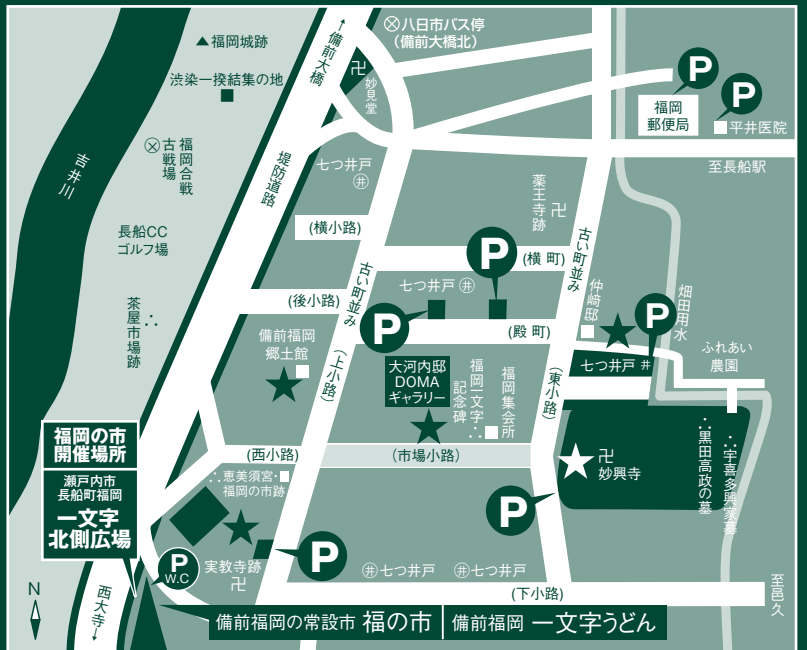 ▲福岡城跡
渋染一揆結集の地
↑備前大橋
八日市バス停
(備前大橋北)
卍
妙見堂
P
P
福岡
郵便局
平井医院
至長船駅
福岡合戦
古戦場
吉井川
堤防道路
七つ井戸
井
薬王寺跡
卍
長船CC
ゴルフ場
(横小路)
古い町並み
P
(横町)
古い町並み
茶屋市場跡
(後小路)
七つ井戸 井
仲﨑邸
畑田用水
P
P
(殿町)
備前福岡
郷土館
(上小路)
大河内邸
DOMA
ギャラリー
福岡一文字
記念碑
福岡集会所
(東小路)
七つ井戸 井
ふれあい
農園
福岡の市
開催場所
瀬戸内市
長船町福岡
一文字
北側広場
(西小路)
(市場小路)
恵美須宮・
福岡の市跡
卍
妙興寺
黒田高政の墓
宇喜多興家墓
P
P
P
W.C
実教寺跡
卍
井七つ井戸
井七つ井戸
(下小路)
至邑久
N
西大寺→
備前福岡の常設市 福の市
備前福岡 一文字うどん